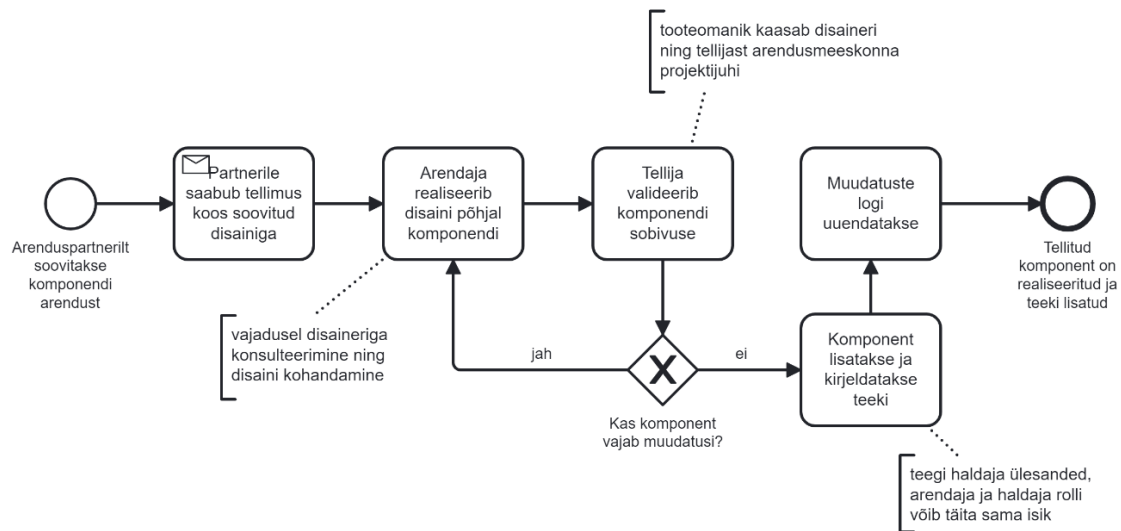 tooteomanik kaasab disaineri
ning tellijast arendusmeeskonna
projektijuhi
Arenduspartnerilt
soovitakse
komponendi
arendust
Partnerile
saabub tellimus
koos soovitud
disainiga
Arendaja
realiseerib
disaini põhjal
komponendi
Tellija
valideerib
komponendi
sobivuse
Muudatuste
logi
uuendatakse
Tellitud
komponent on
realiseeritud ja
teeki lisatud
vajadusel disaineriga
konsulteerimine ning
disaini kohandamine
jah
X
ei
Kas komponent
vajab muudatusi?
Komponent
lisatakse ja
kirjeldatakse
teeki
teegi haldaja ülesanded,
arendaja ja haldaja rolli
võib täita sama isik